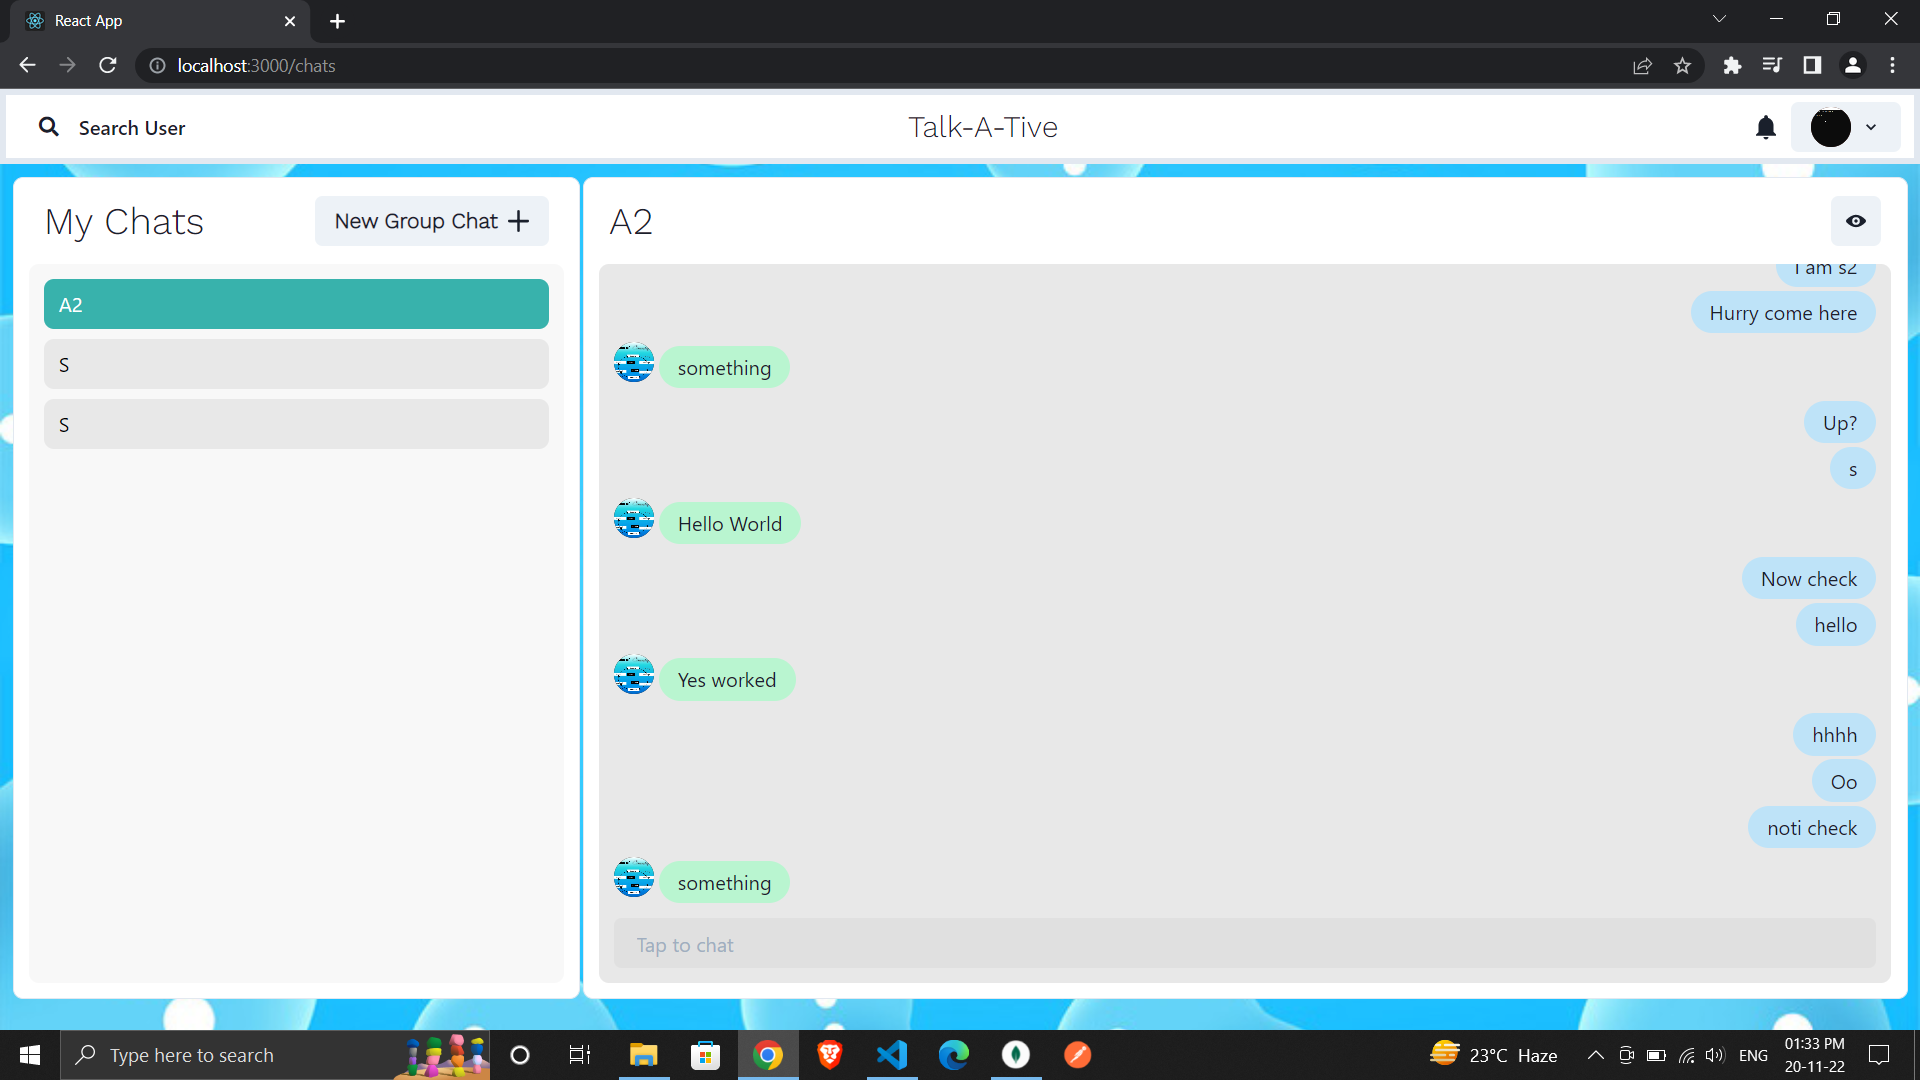 React App
localhost:3000/chats
Search User
Talk-A-Tive
My Chats
New Group Chat
A2
S
S
A2
I am s2
Hurry come here
something
Up?
s
Hello World
Now check
hello
Yes worked
hhhh
Oo
noti check
something
Tap to chat
Type here to search
23°C Haze
ENG
01:33 PM
20-11-22